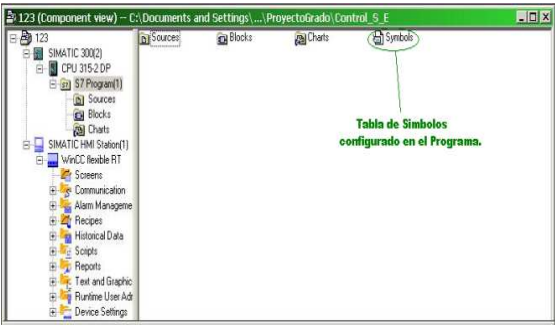 123 (Component view) -- C:\Documents and Settings\...\ProyectoGrado\Control_S_E
123
SIMATIC 300(2)
CPU 315-2 DP
S7 Program(1)
Sources
Blocks
Charts
SIMATIC HMI Station(1)
WinCC flexible RT
Screens
Communication
Alarm Manageme
Recipes
Historical Data
Scripts
Reports
Text and Graphic
Runtime User Adr
Device Settings
Sources
Blocks
Charts
Symbols
Tabla de Simbolos
configurado en el Programa.